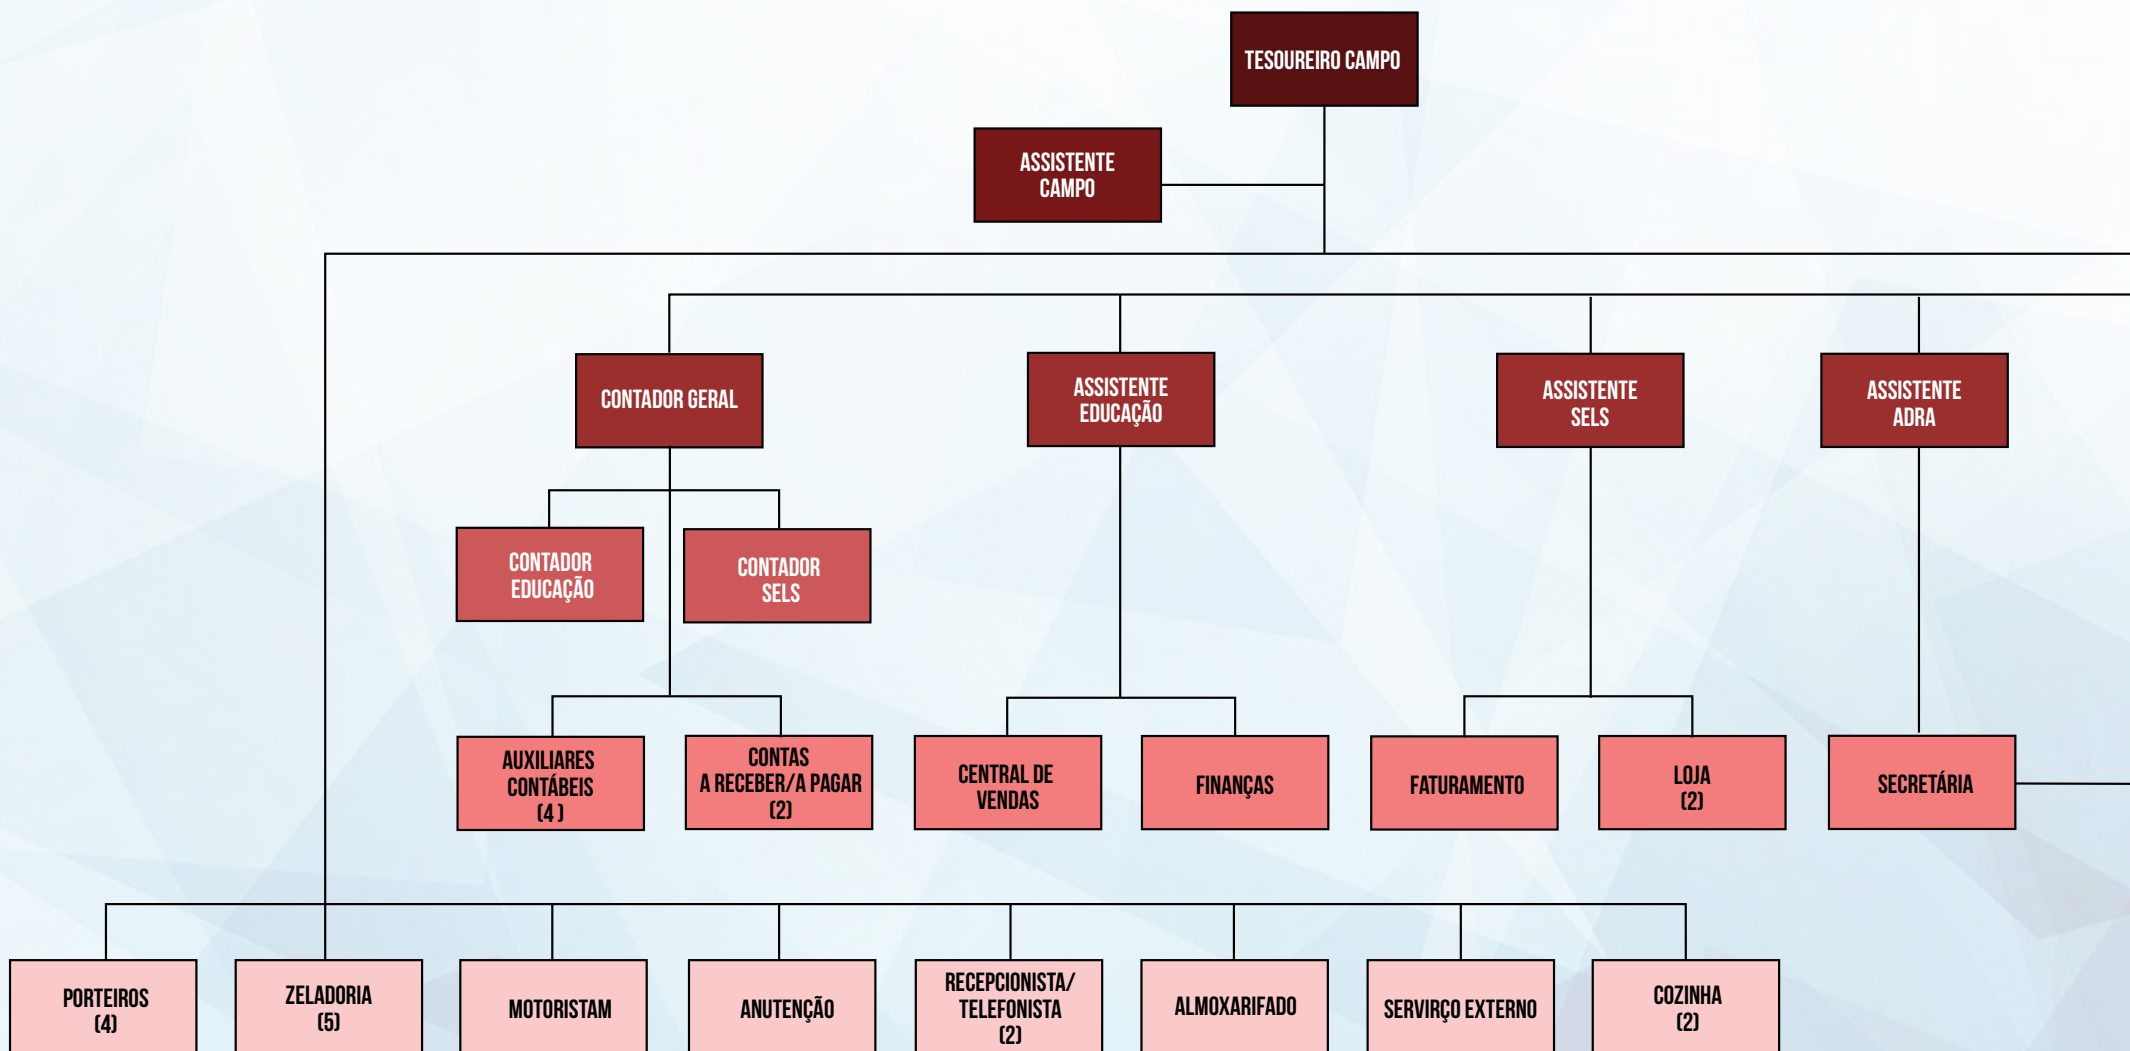 TESOUREIRO CAMPO
ASSISTENTE
CAMPO
CONTADOR GERAL
ASSISTENTE
EDUCAÇÃO
ASSISTENTE
SELS
ASSISTENTE
ADRA
CONTADOR
EDUCAÇÃO
CONTADOR
SELS
AUXILIARES
CONTÁBEIS
(4 )
CONTAS
A RECEBER/A PAGAR
(2)
CENTRAL DE
VENDAS
FINANÇAS
FATURAMENTO
LOJA
(2)
SECRETÁRIA
PORTEIROS
(4)
ZELADORIA
(5)
MOTORISTAM
ANUTENÇÃO
RECEPCIONISTA/
TELEFONISTA
(2)
ALMOXARIFADO
SERVIRÇO EXTERNO
COZINHA
(2)